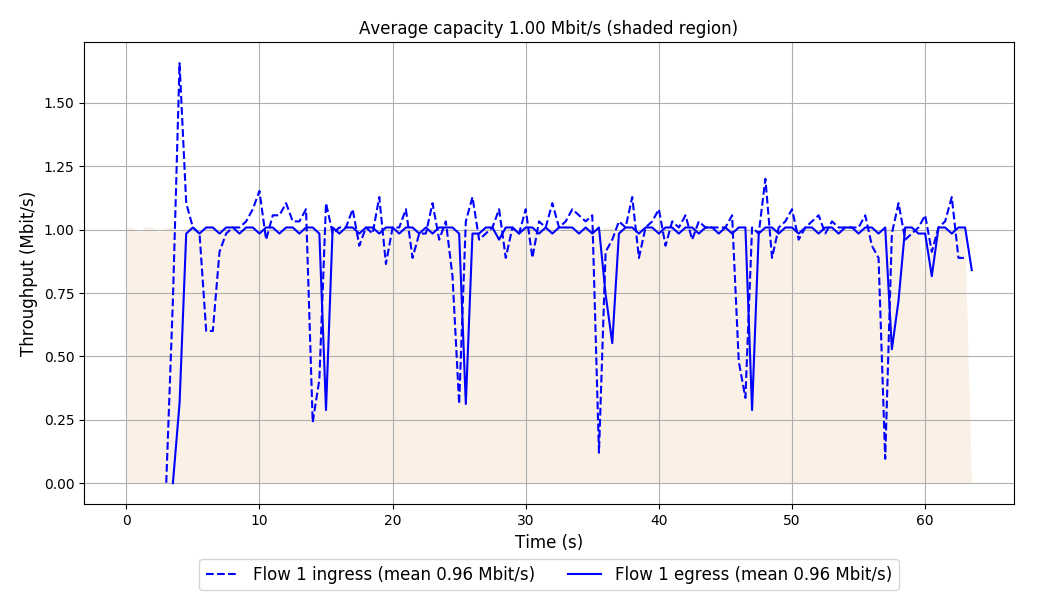 Average capacity 1.00 Mbit/s (shaded region)
Throughput (Mbit/s)
1.50
1.25
1.00
0.75
0.50
0.25
0.00
0 10 20 30 40 50 60
Time (s)
Flow 1 ingress (mean 0.96 Mbit/s) Flow 1 egress (mean 0.96 Mbit/s)